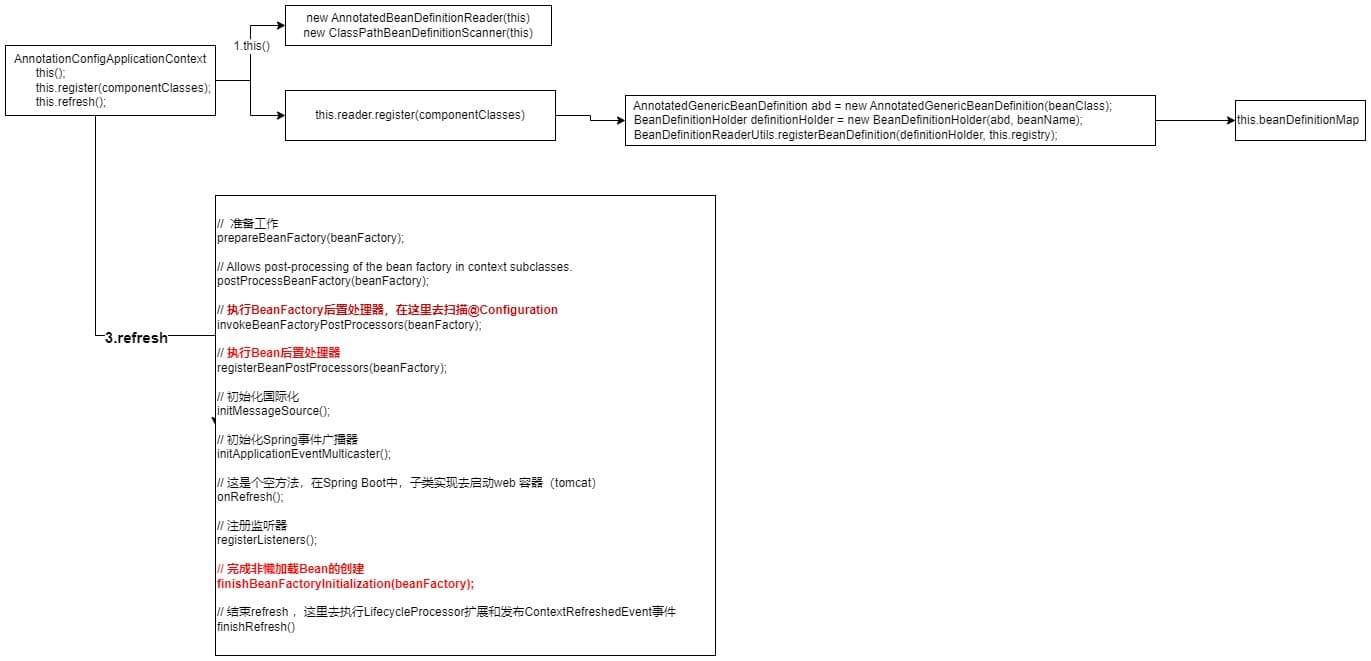 new AnnotatedBeanDefinitionReader(this)
new ClassPathBeanDefinitionScanner(this)
1.this()
AnnotationConfigApplicationContext
this();
this.register(componentClasses);
this.refresh();
this.reader.register(componentClasses)
AnnotatedGenericBeanDefinition abd = new AnnotatedGenericBeanDefinition(beanClass);
BeanDefinitionHolder definitionHolder = new BeanDefinitionHolder(abd, beanName);
BeanDefinitionReaderUtils.registerBeanDefinition(definitionHolder, this.registry);
this.beanDefinitionMap
3.refresh
// 准备工作
prepareBeanFactory(beanFactory);
// Allows post-processing of the bean factory in context subclasses.
postProcessBeanFactory(beanFactory);
// 执行BeanFactory后置处理器，在这里去扫描@Configuration
invokeBeanFactoryPostProcessors(beanFactory);
// 执行Bean后置处理器
registerBeanPostProcessors(beanFactory);
// 初始化国际化
initMessageSource();
// 初始化Spring事件广播器
initApplicationEventMulticaster();
// 这是个空方法，在Spring Boot中，子类实现去启动web 容器（tomcat）
onRefresh();
// 注册监听器
registerListeners();
// 完成非懒加载Bean的创建
finishBeanFactoryInitialization(beanFactory);
// 结束refresh ，这里去执行LifecycleProcessor扩展和发布ContextRefreshedEvent事件
finishRefresh()